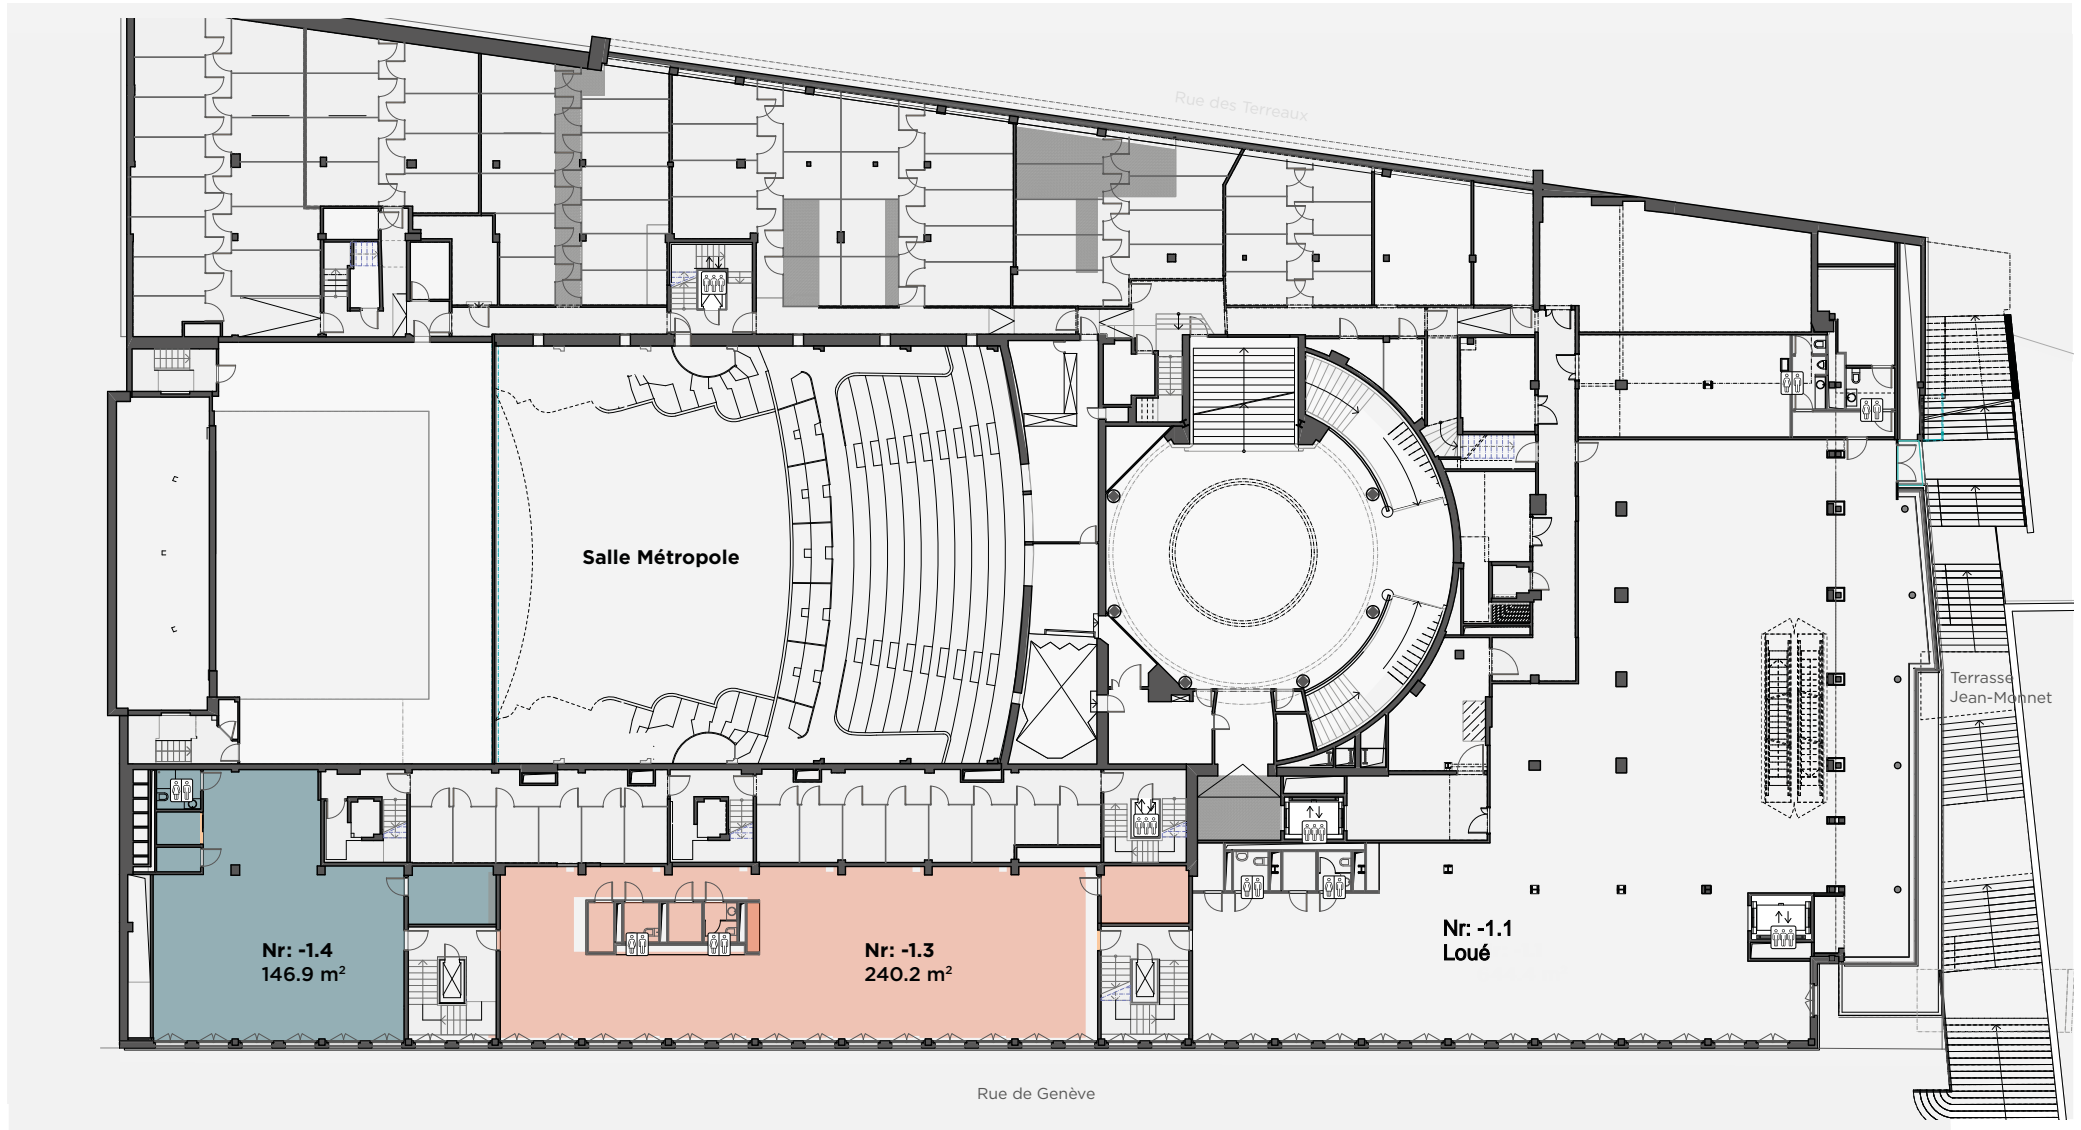 Rue des Terreaux
Salle Métropole
Terrasse
Jean-Monnet
Nr: -1.4
146.9 m²
Nr: -1.3
240.2 m²
Nr: -1.1
Loué
Rue de Genève